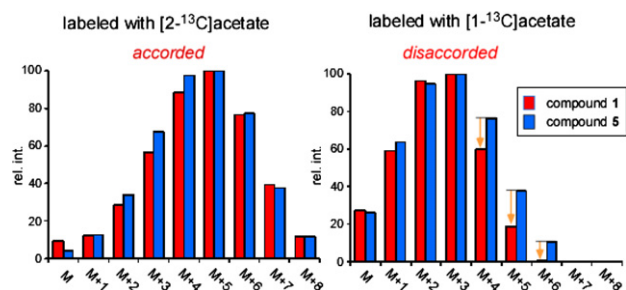 labeled with [2-¹³C]acetate
accorded
rel. int.
100
80
60
40
20
0
M
M+1
M+2
M+3
M+4
M+5
M+6
M+7
M+8
labeled with [1-¹³C]acetate
disaccorded
rel. int.
100
80
60
40
20
0
M
M+1
M+2
M+3
M+4
M+5
M+6
M+7
M+8
compound 1
compound 5